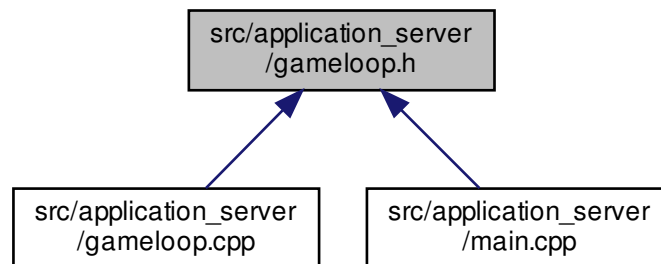 src/application_server
/gameloop.h
src/application_server
/gameloop.cpp
src/application_server
/main.cpp